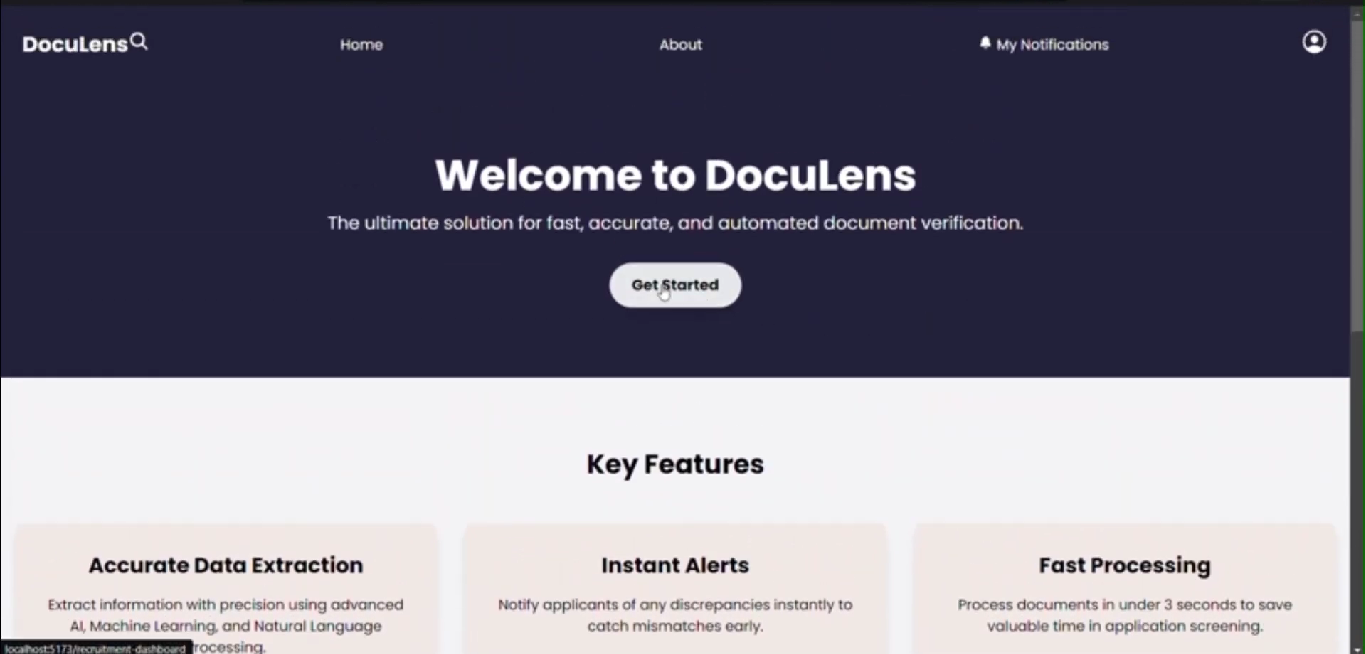 DocuLens
Home
About
My Notifications
Welcome to DocuLens
The ultimate solution for fast, accurate, and automated document verification.
Get Started
Key Features
Accurate Data Extraction
Extract information with precision using advanced
AI, Machine Learning, and Natural Language
rocessing.
Instant Alerts
Notify applicants of any discrepancies instantly to
catch mismatches early.
Fast Processing
Process documents in under 3 seconds to save
valuable time in application screening.
localhost:5173/recruitment-dashboard